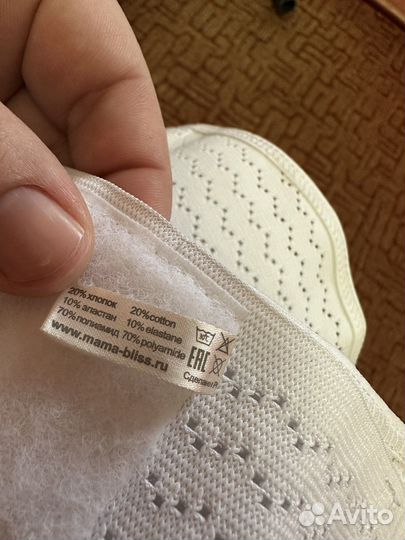 20% хлопок 20% cotton
10% эластан 10% elastane
70% полиамид 70% polyamide
www.mama-bliss.ru
EAC
Avito